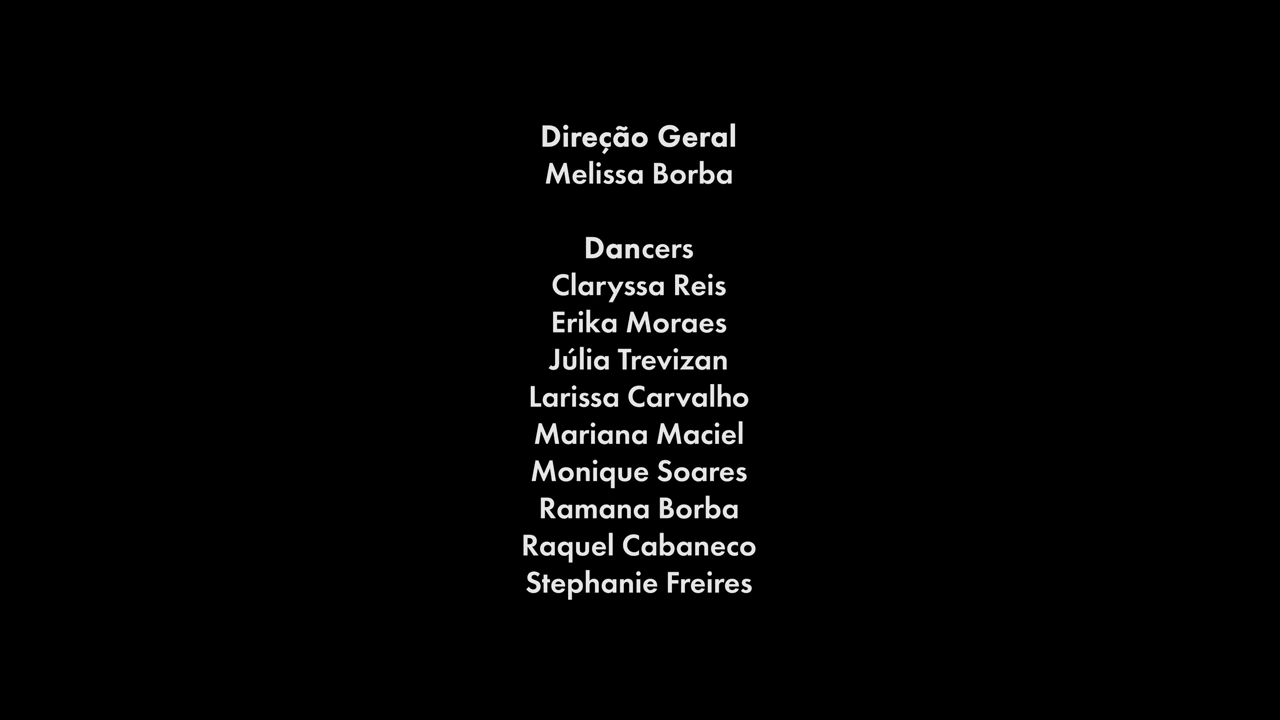 Direção Geral
Melissa Borba
Dancers
Claryssa Reis
Erika Moraes
Júlia Trevizan
Larissa Carvalho
Mariana Maciel
Monique Soares
Ramana Borba
Raquel Cabaneco
Stephanie Freires